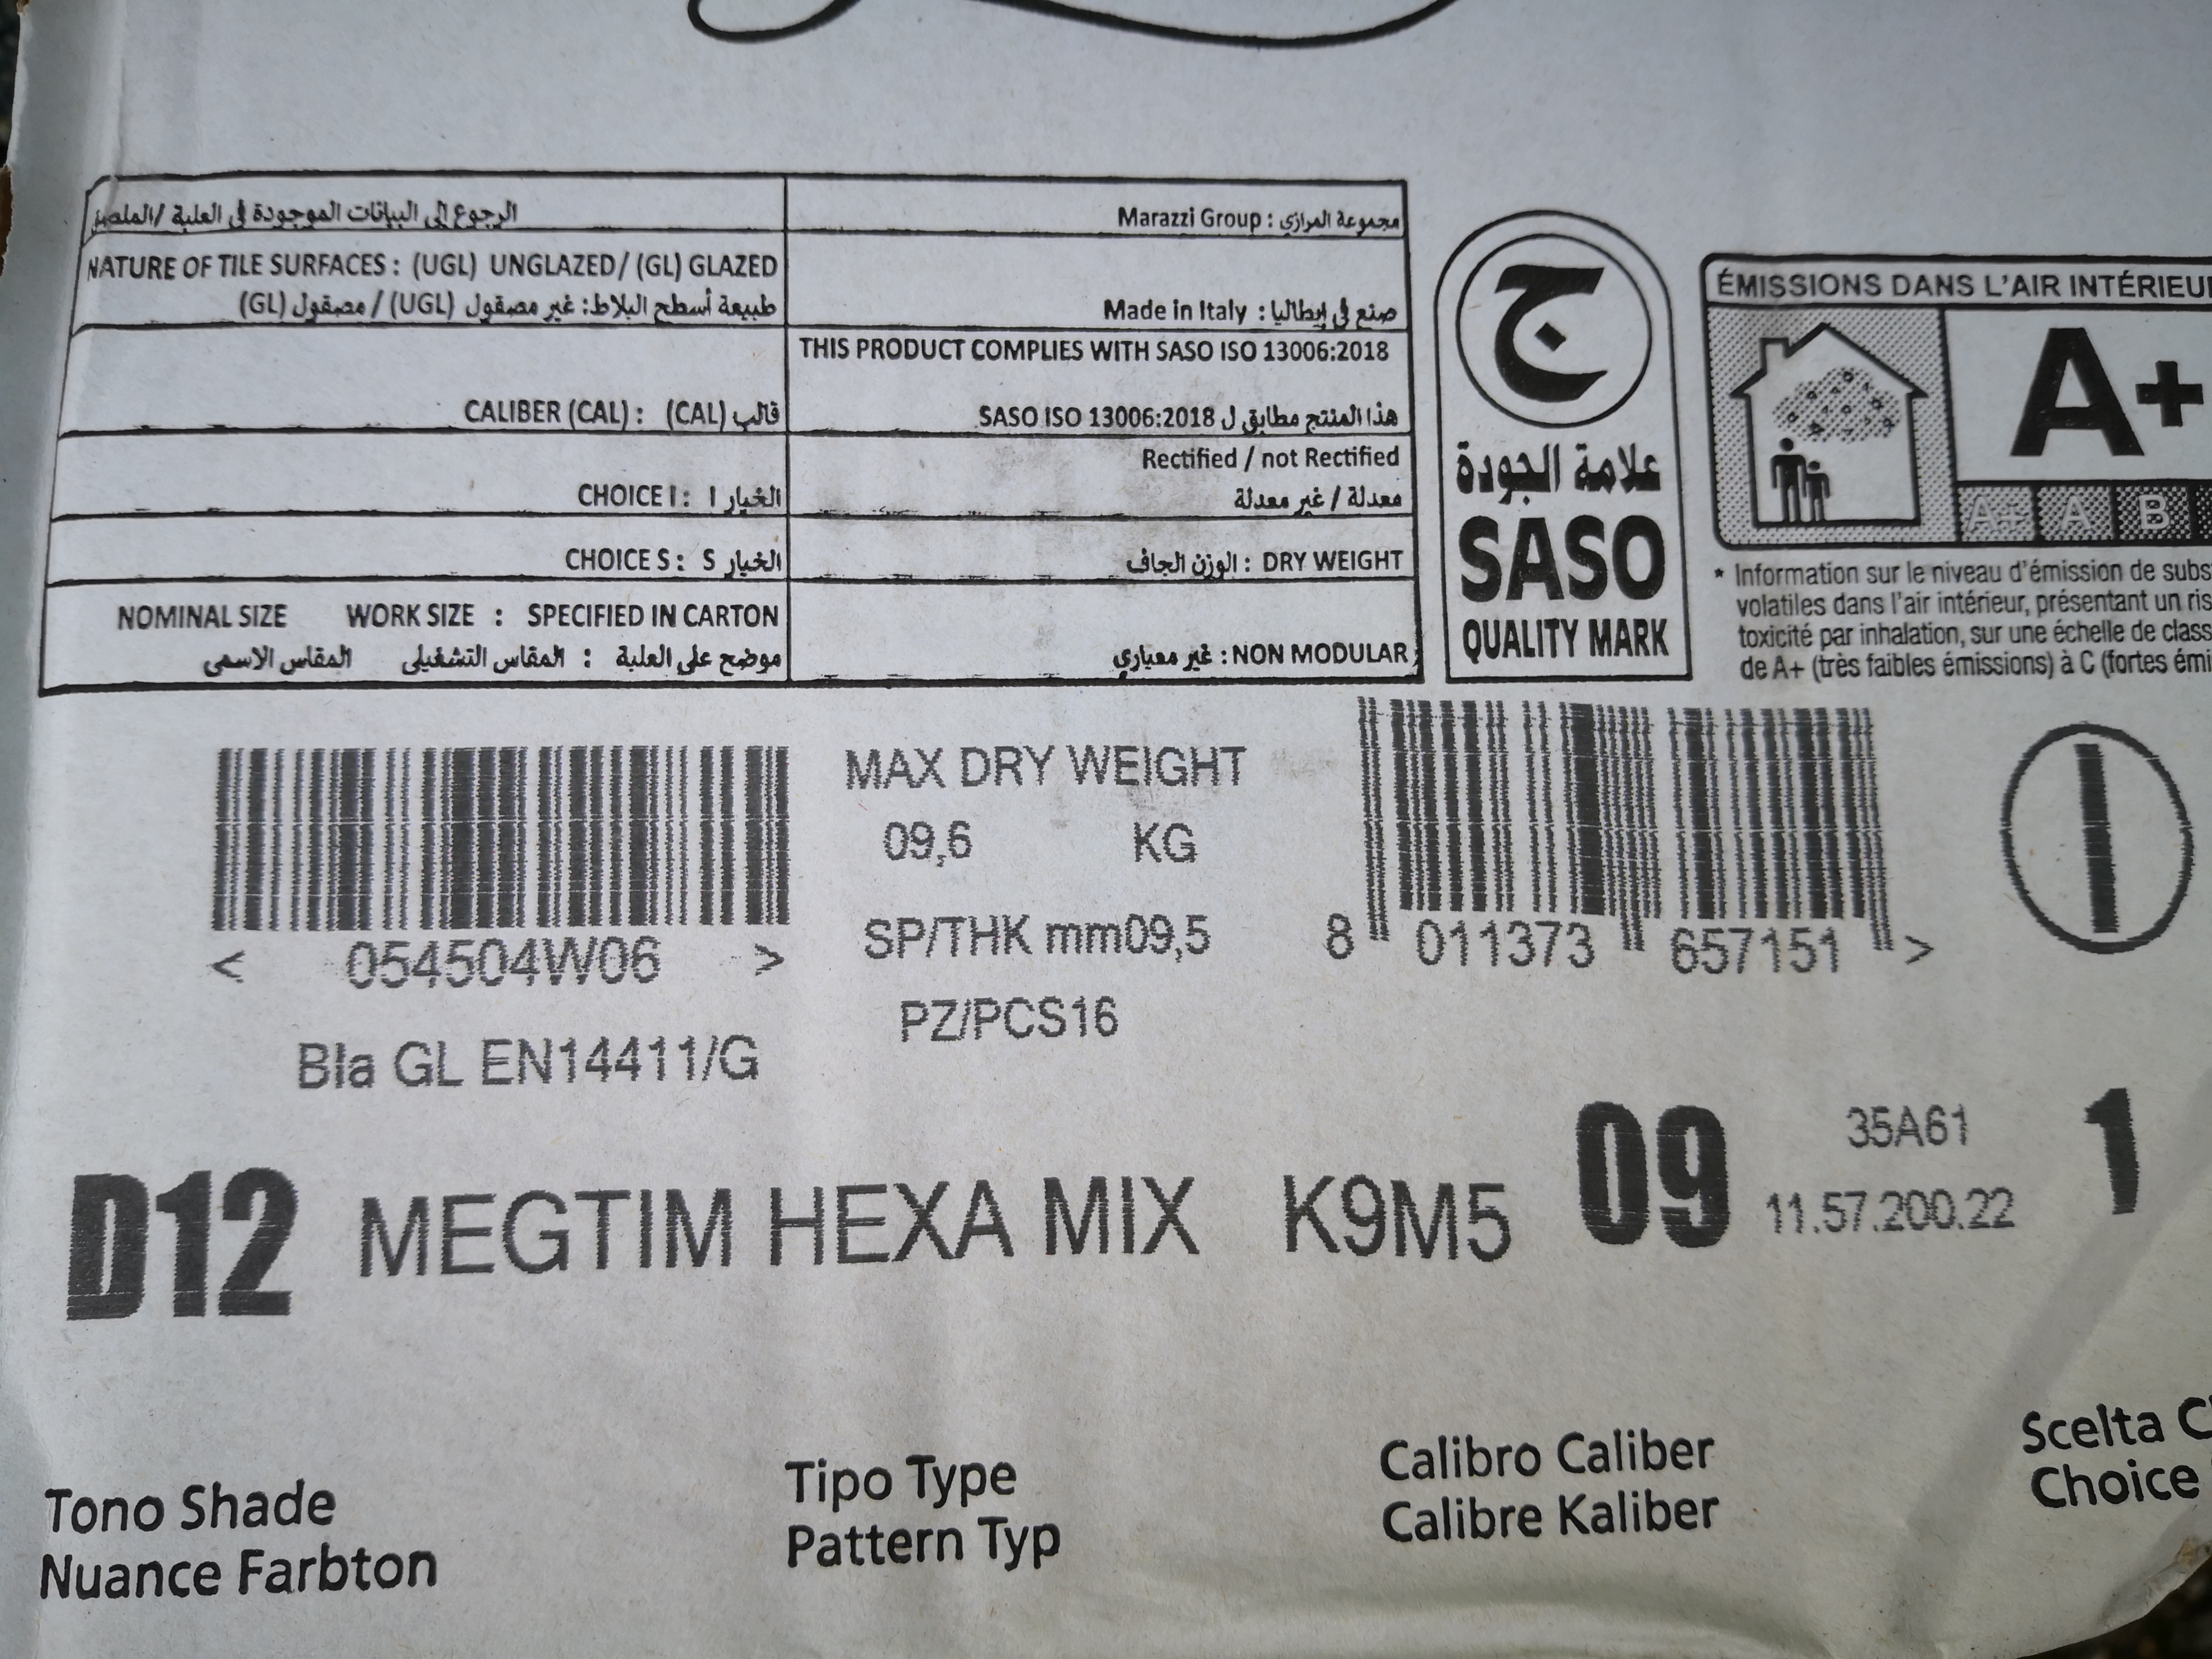 الرجوع إلى البيانات الموجودة في العلبة /الملصق
Marazzi Group : مجموعة المرازي
NATURE OF TILE SURFACES : (UGL) UNGLAZED / (GL) GLAZED
طبيعة أسطح البلاط: غير مصقول (UGL) / مصقول (GL)
Made in Italy : صنع في إيطاليا
THIS PRODUCT COMPLIES WITH SASO ISO 13006:2018
CALIBER (CAL) : (CAL) قالب
هذا المنتج مطابق ل SASO ISO 13006:2018
Rectified / not Rectified
CHOICE I : I الخيار
معدلة / غير معدلة
CHOICE S : S الخيار
الوزن الجاف : DRY WEIGHT
NOMINAL SIZE WORK SIZE : SPECIFIED IN CARTON
موضح على العلبة : المقاس التشغيلى المقاس الاسمى
غير معياري : NON MODULAR
ج
علامة الجودة
SASO
QUALITY MARK
ÉMISSIONS DANS L'AIR INTÉRIEUR
A+
A+ A B
* Information sur le niveau d'émission de
volatiles dans l'air intérieur, présentant un
toxicité par inhalation, sur une échelle de
de A+ (très faibles émissions) à C (fortes
MAX DRY WEIGHT
09,6 KG
SP/THK mm09,5
PZ/PCS16
< 054504W06 >
8 011373 657151 >
I
BIa GL EN14411/G
D12 MEGTIM HEXA MIX K9M5 09 35A61 1
11.57.200.22
Tono Shade
Nuance Farbton
Tipo Type
Pattern Typ
Calibro Caliber
Calibre Kaliber
Scelta
Choice